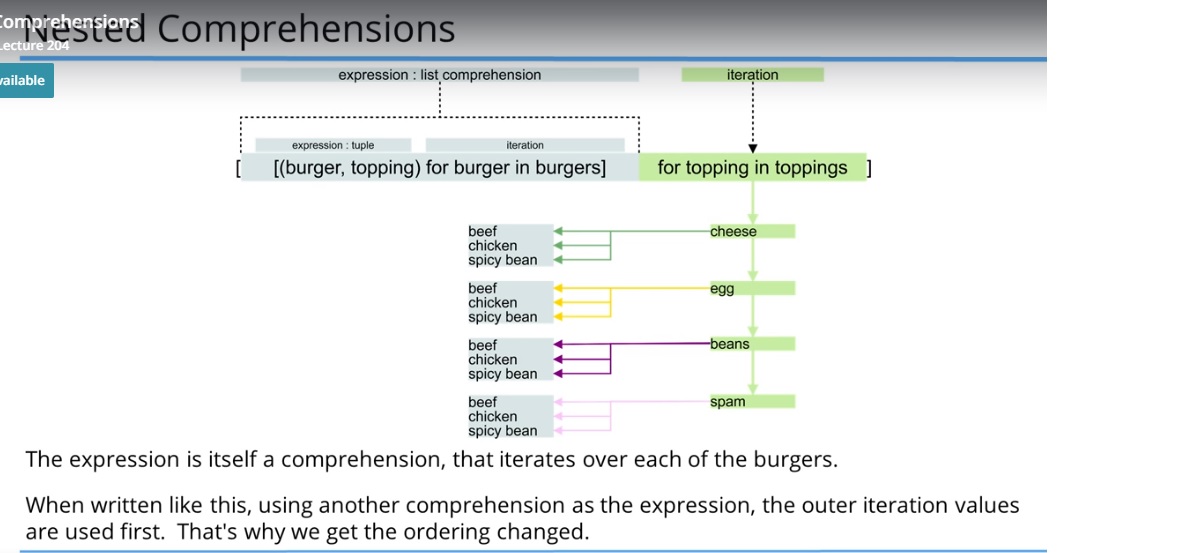 Nested Comprehensions
Comprehensions
Lecture 204
vailable
expression : list comprehension
iteration
expression : tuple
iteration
[ [(burger, topping) for burger in burgers] for topping in toppings ]
beef
chicken
spicy bean
cheese
beef
chicken
spicy bean
egg
beef
chicken
spicy bean
beans
beef
chicken
spicy bean
spam
The expression is itself a comprehension, that iterates over each of the burgers.
When written like this, using another comprehension as the expression, the outer iteration values
are used first. That's why we get the ordering changed.